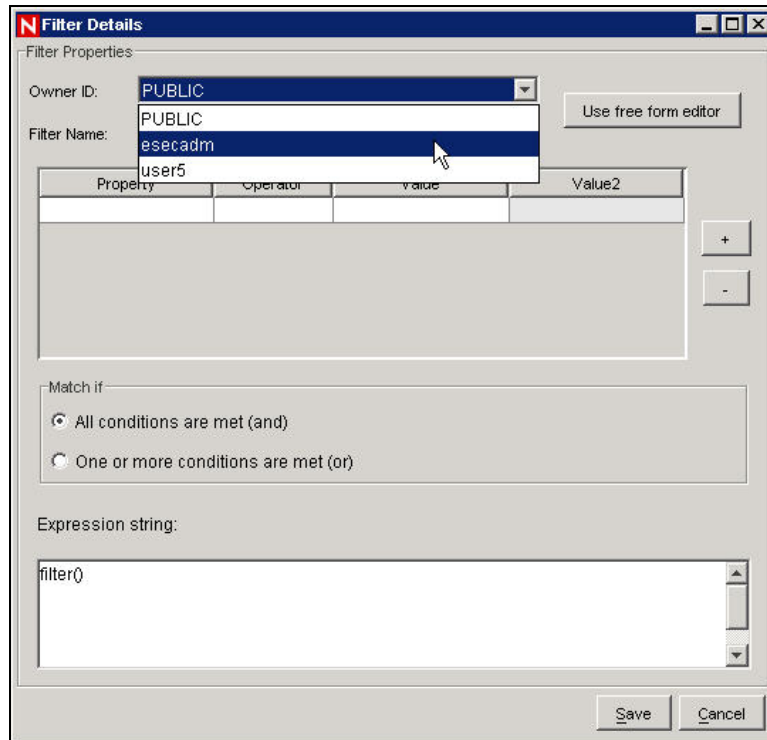 N Filter Details
Filter Properties
Owner ID: PUBLIC
Use free form editor
PUBLIC
Filter Name:
esecadm
user5
Property Operator Value Value2
+
-
Match if
All conditions are met (and)
One or more conditions are met (or)
Expression string:
filter()
Save Cancel